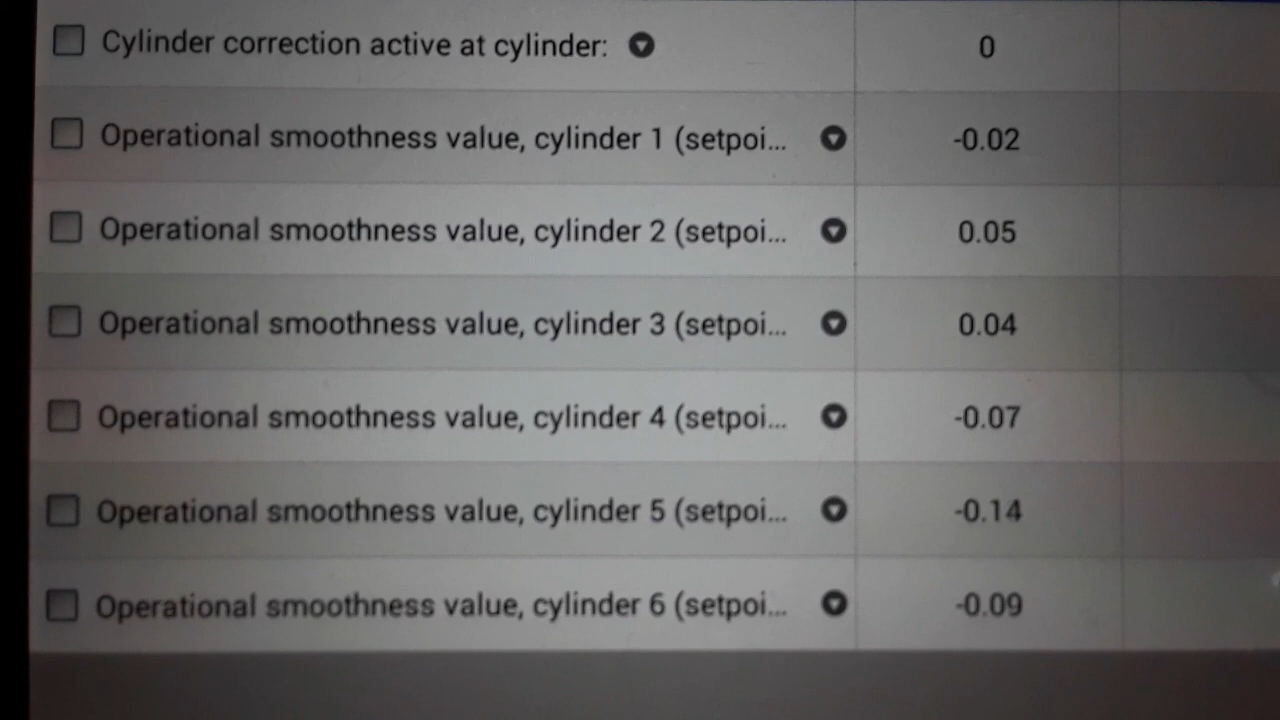 Cylinder correction active at cylinder: 0
Operational smoothness value, cylinder 1 (setpoi... -0.02
Operational smoothness value, cylinder 2 (setpoi... 0.05
Operational smoothness value, cylinder 3 (setpoi... 0.04
Operational smoothness value, cylinder 4 (setpoi... -0.07
Operational smoothness value, cylinder 5 (setpoi... -0.14
Operational smoothness value, cylinder 6 (setpoi... -0.09